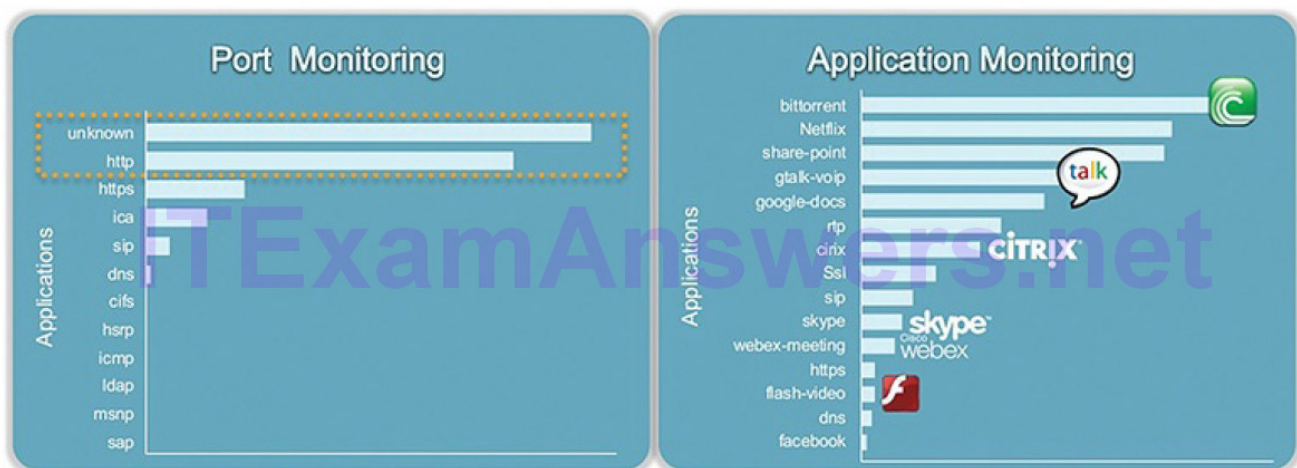 Port Monitoring
unknown
http
https
ica
sip
dns
cifs
hsrp
icmp
ldap
msnp
sap
Applications
Application Monitoring
bittorrent
Netflix
share-point
gtalk-voip
talk
google-docs
rtp
citrix
CiTRIX
Ssl
sip
skype
skype™
webex-meeting
Cisco
webex
https
flash-video
dns
facebook
Applications
ITExamAnswers.net